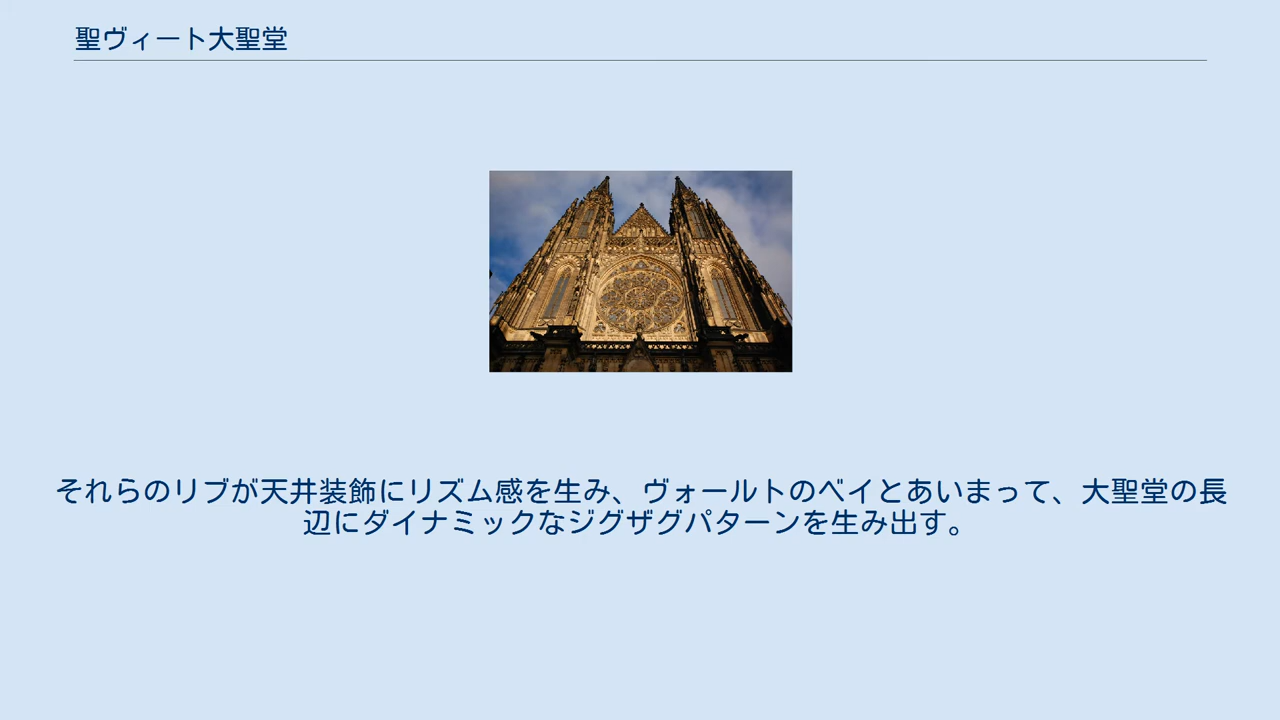 聖ヴィート大聖堂
それらのリブが天井装飾にリズム感を生み、ヴォールトのベイとあいまって、大聖堂の長
辺にダイナミックなジグザグパターンを生み出す。